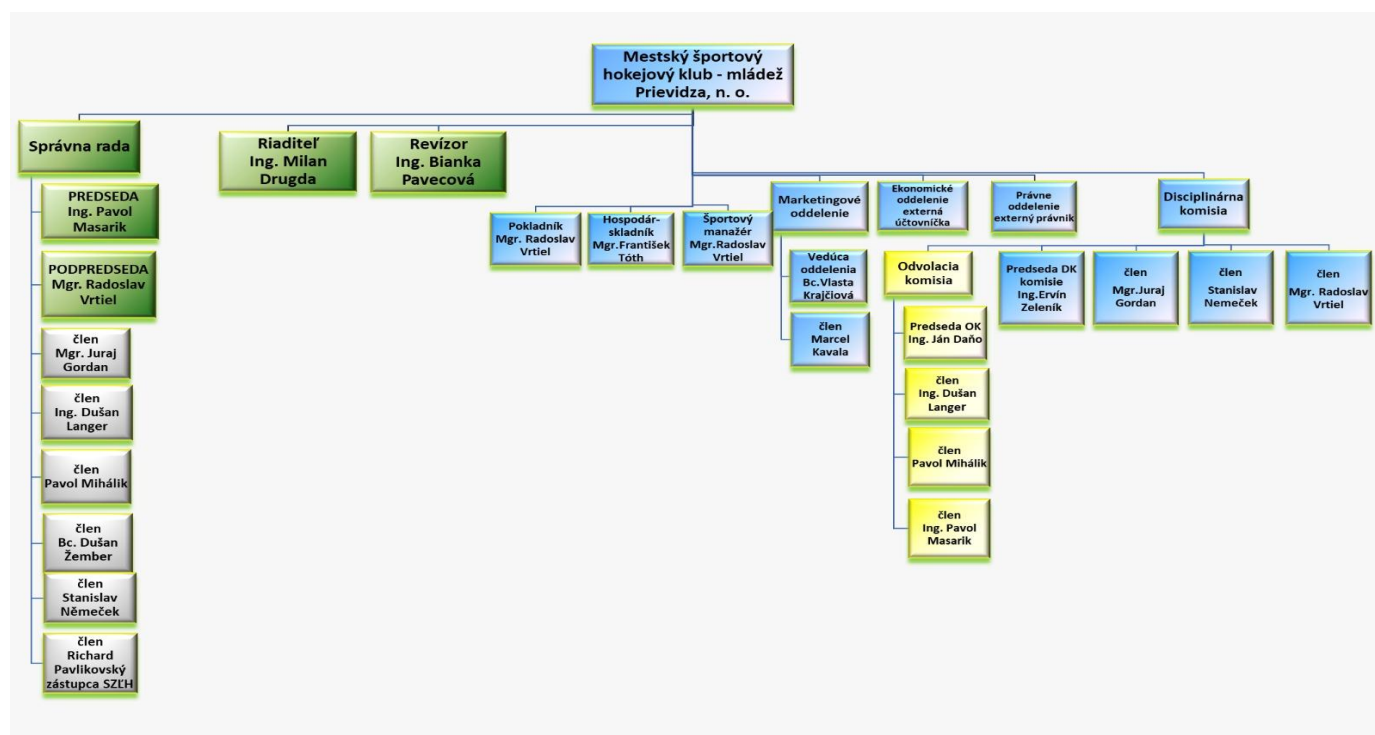 Mestský športový
hokejový klub - mládež
Prievidza, n. o.
Správna rada
PREDSEDA
Ing. Pavol
Masarik
PODPREDSEDA
Mgr. Radoslav
Vrtiel
člen
Mgr. Juraj
Gordan
člen
Ing. Dušan
Langer
člen
Pavol Mihálik
člen
Bc. Dušan
Žember
člen
Stanislav
Němeček
člen
Richard
Pavlikovský
zástupca SZĽH
Riaditeľ
Ing. Milan
Drugda
Revízor
Ing. Bianka
Pavecová
Pokladník
Mgr. Radoslav
Vrtiel
Hospodár-
skladník
Mgr.František
Tóth
Športový
manažér
Mgr.Radoslav
Vrtiel
Marketingové
oddelenie
Vedúca
oddelenia
Bc.Vlasta
Krajčiová
člen
Marcel
Kavala
Ekonomické
oddelenie
externá
účtovníčka
Právne
oddelenie
externý právnik
Disciplinárna
komisia
Odvolacia
komisia
Predseda OK
Ing. Ján Daňo
člen
Ing. Dušan
Langer
člen
Pavol Mihálik
člen
Ing. Pavol
Masarik
Predseda DK
komisie
Ing.Ervín
Zeleník
člen
Mgr.Juraj
Gordan
člen
Stanislav
Nemeček
člen
Mgr. Radoslav
Vrtiel